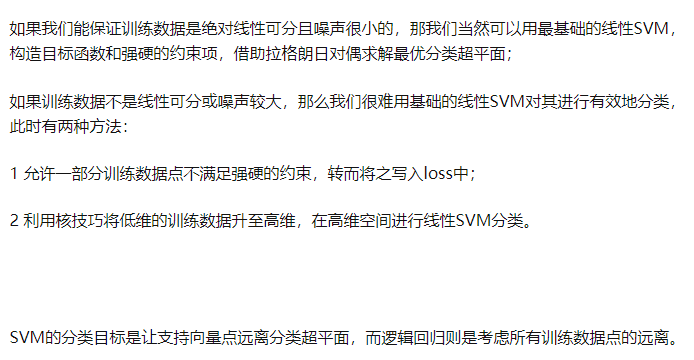 如果我们能保证训练数据是绝对线性可分且噪声很小的，那我们当然可以用最基础的线性SVM，
构造目标函数和强硬的约束项，借助拉格朗日对偶求解最优分类超平面；
如果训练数据不是线性可分或噪声较大，那么我们很难用基础的线性SVM对其进行有效地分类，
此时有两种方法：
1 允许一部分训练数据点不满足强硬的约束，转而将之写入loss中；
2 利用核技巧将低维的训练数据升至高维，在高维空间进行线性SVM分类。
SVM的分类目标是让支持向量点远离分类超平面，而逻辑回归则是考虑所有训练数据点的远离。